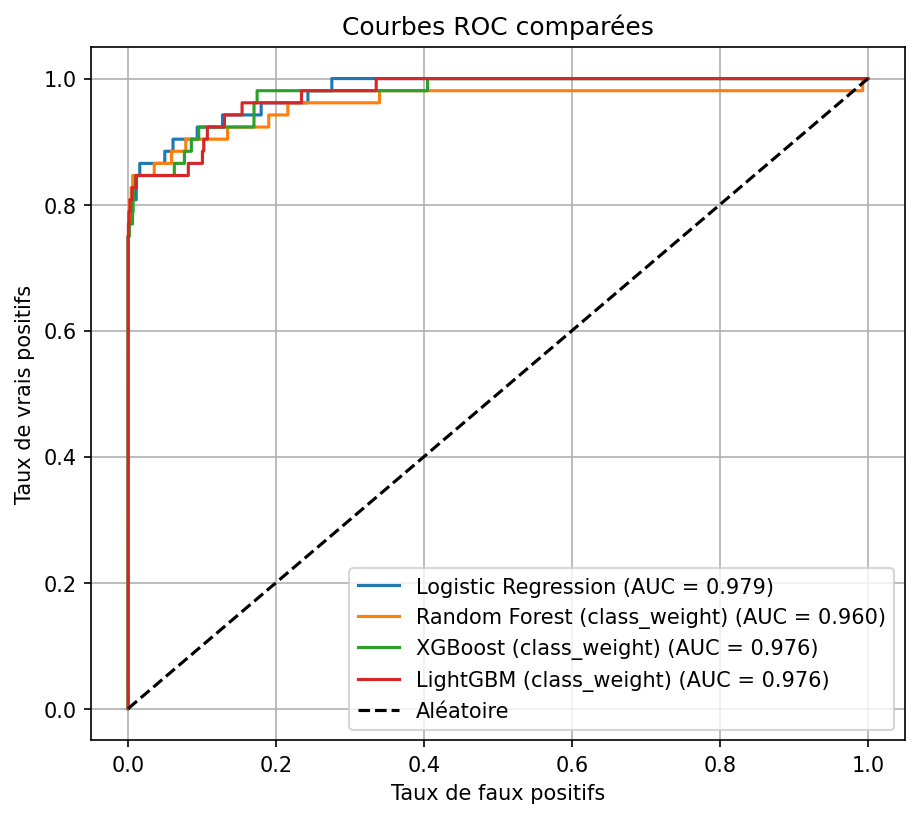 Courbes ROC comparées
Taux de vrais positifs
1.0
0.8
0.6
0.4
0.2
0.0
Logistic Regression (AUC = 0.979)
Random Forest (class_weight) (AUC = 0.960)
XGBoost (class_weight) (AUC = 0.976)
LightGBM (class_weight) (AUC = 0.976)
Aléatoire
0.0 0.2 0.4 0.6 0.8 1.0
Taux de faux positifs